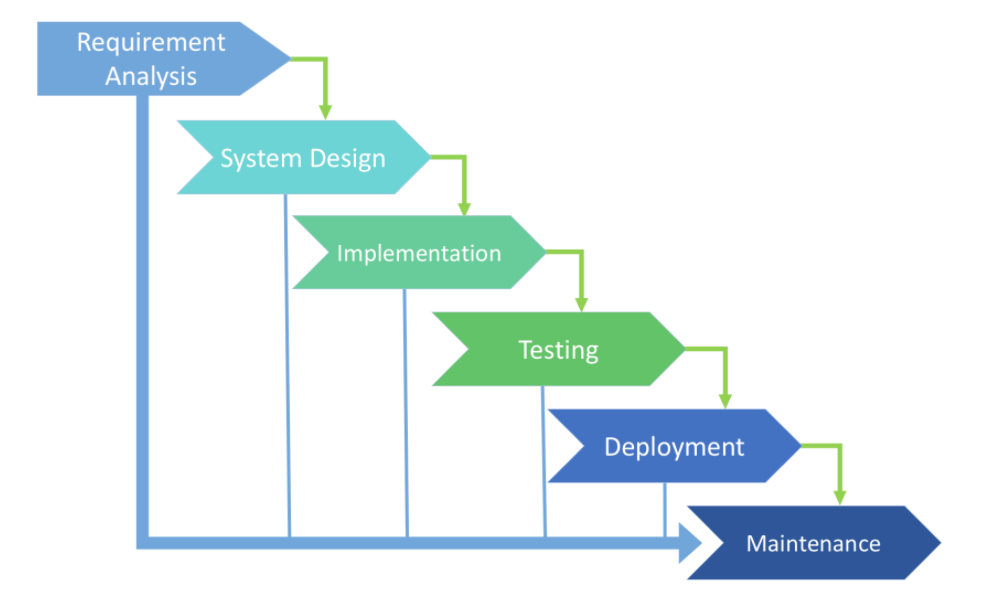 Requirement
Analysis
System Design
Implementation
Testing
Deployment
Maintenance